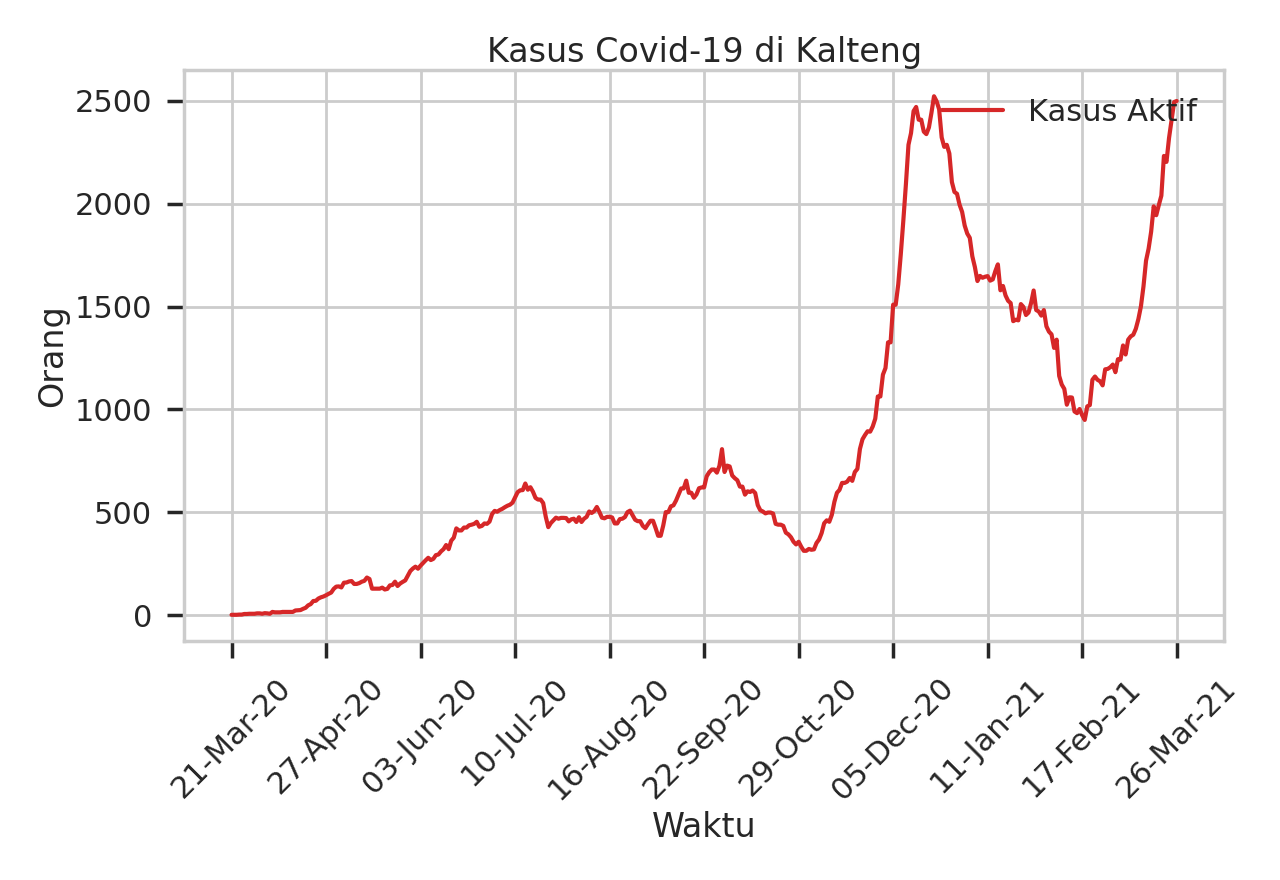 Kasus Covid-19 di Kalteng
Kasus Aktif
Orang
2500
2000
1500
1000
500
0
21-Mar-20
27-Apr-20
03-Jun-20
10-Jul-20
16-Aug-20
22-Sep-20
29-Oct-20
05-Dec-20
11-Jan-21
17-Feb-21
26-Mar-21
Waktu